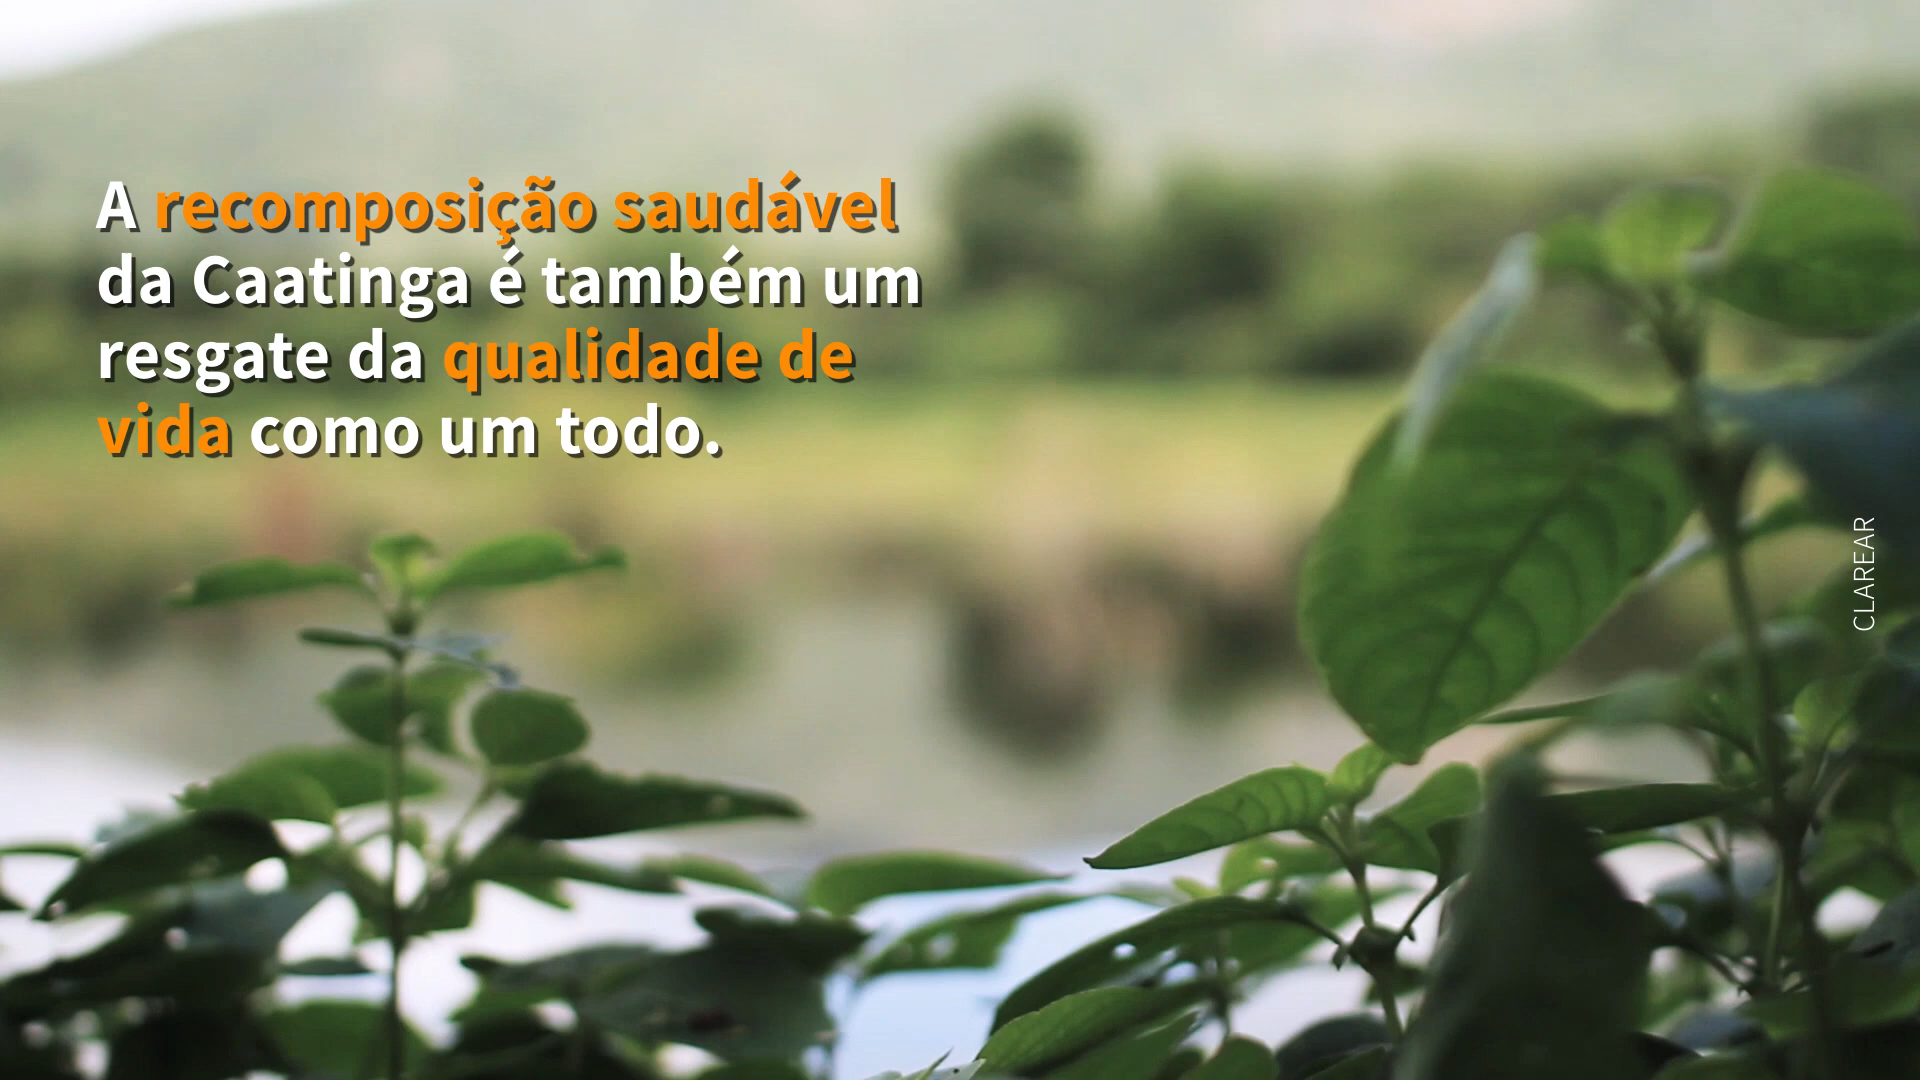 A recomposição saudável
da Caatinga é também um
resgate da qualidade de
vida como um todo.
CLAREAR